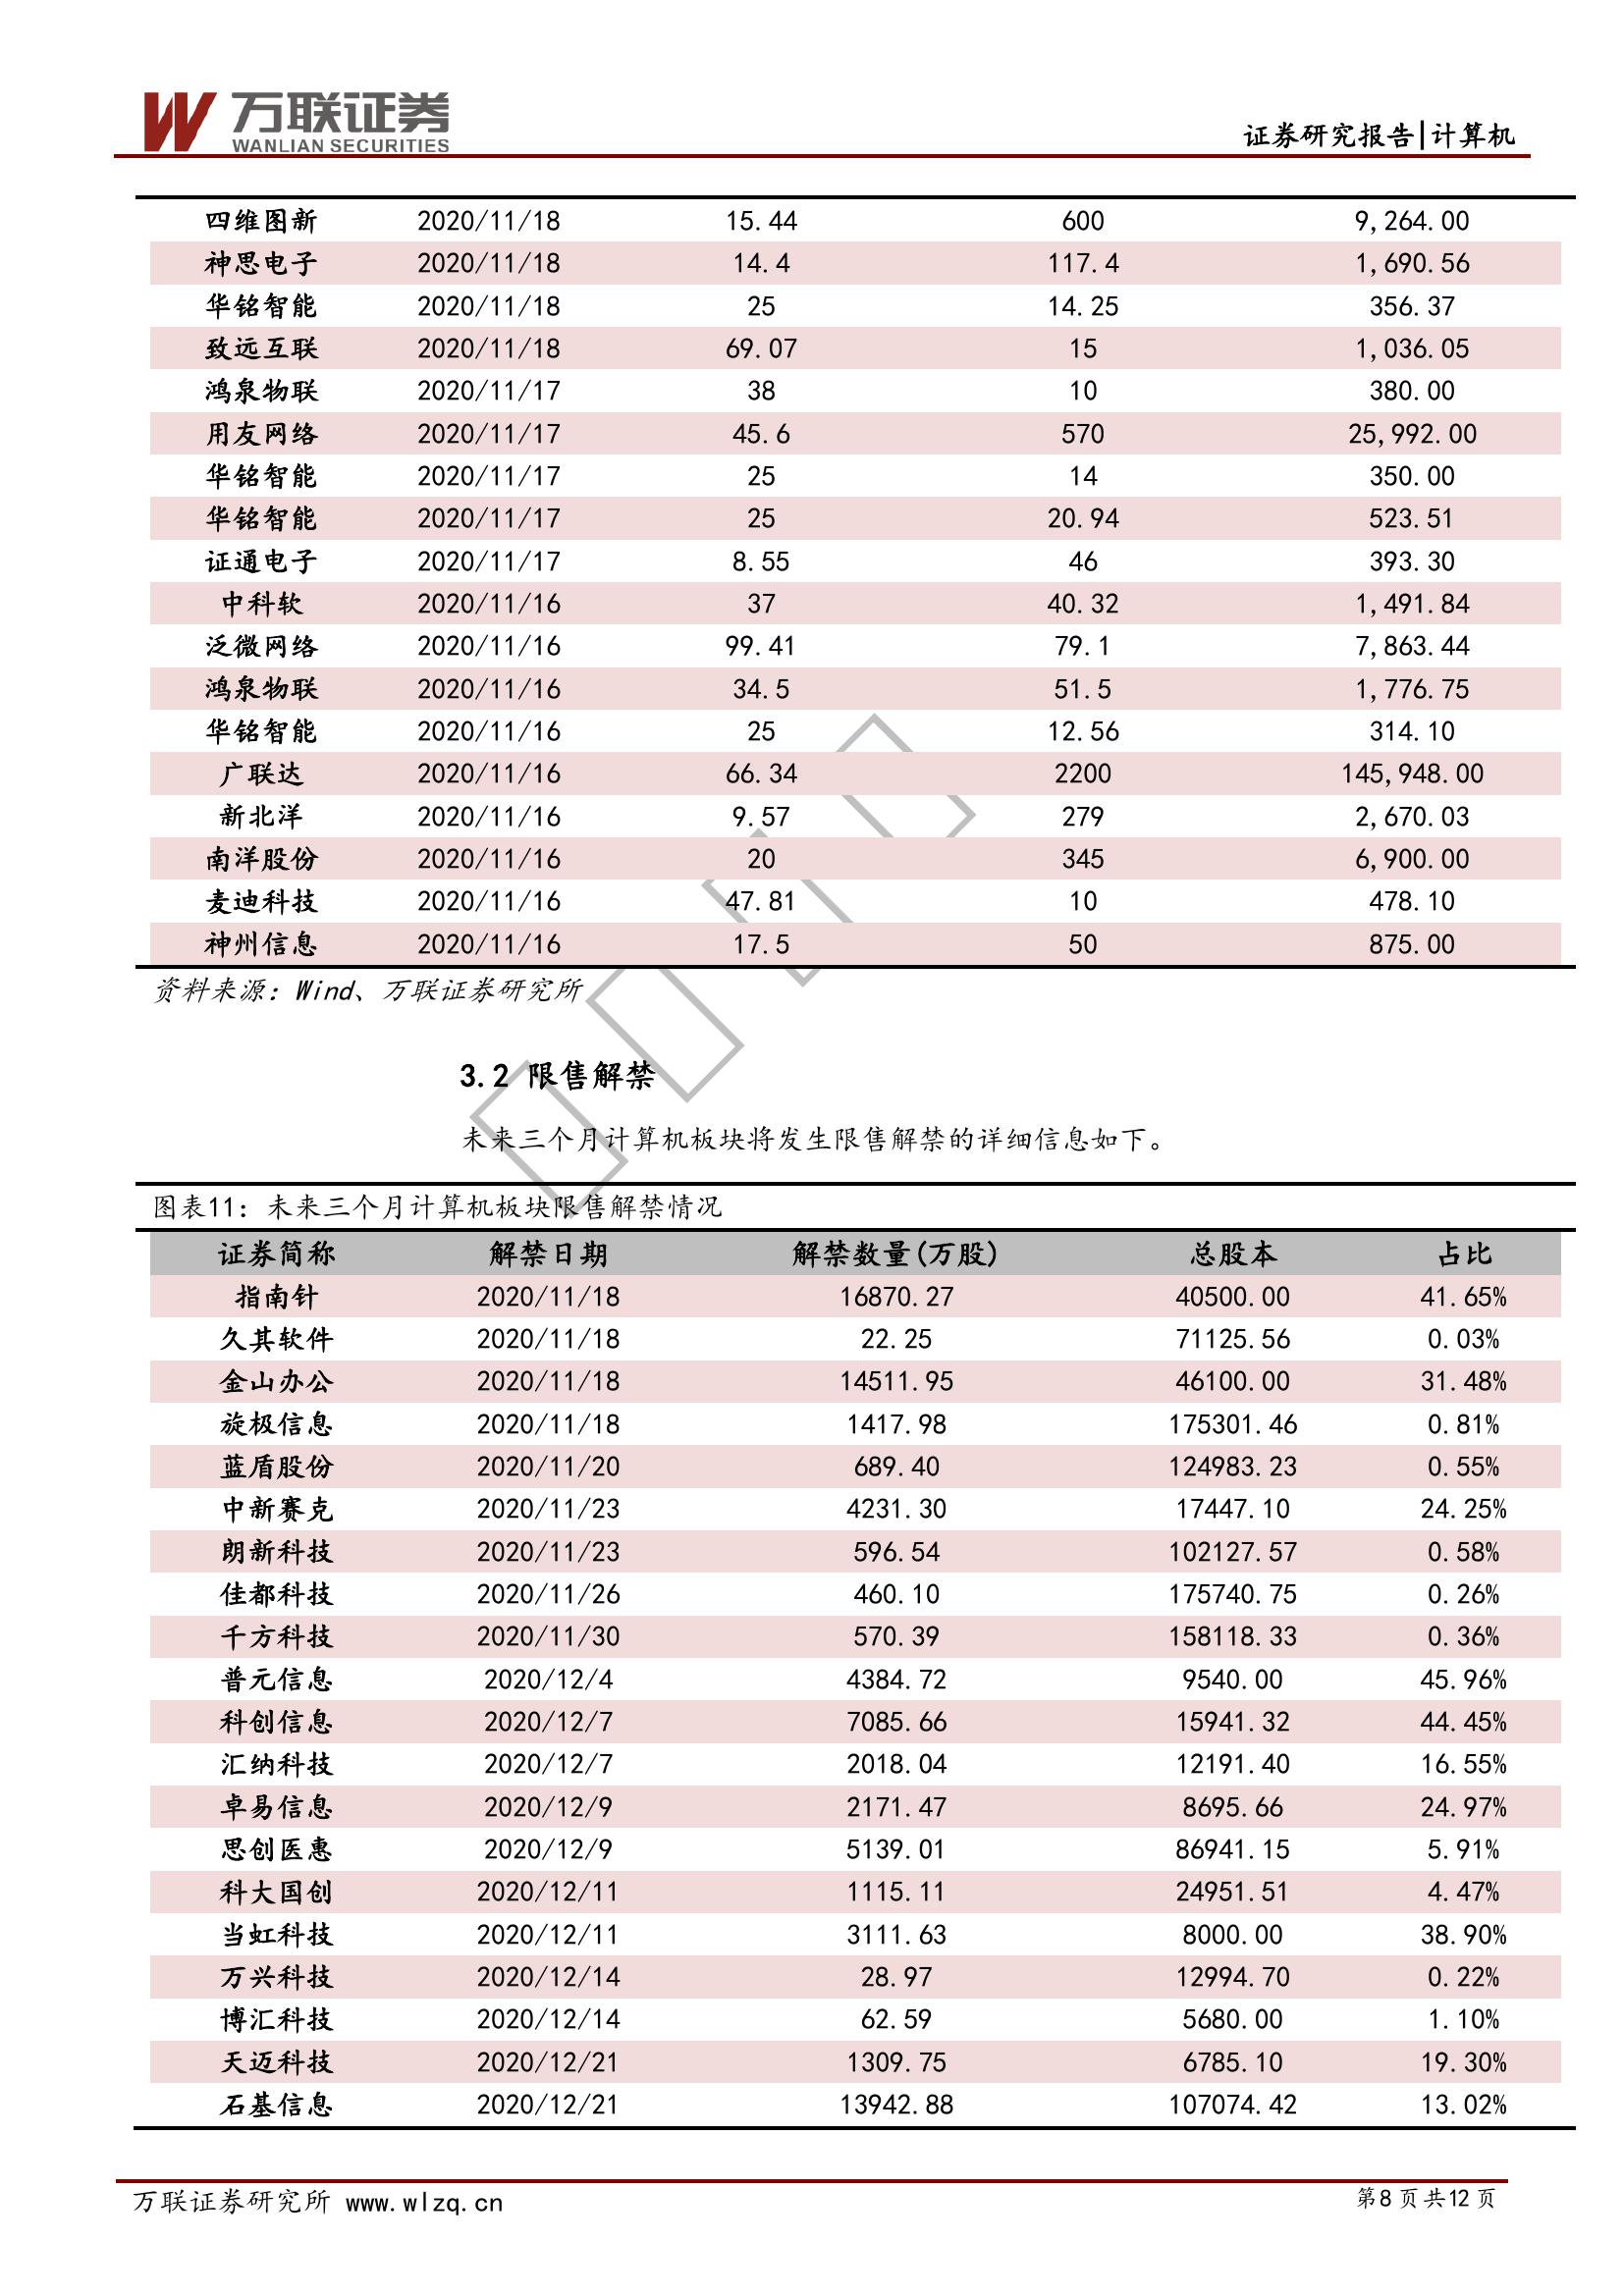 万联证券
WANLIAN SECURITIES
证券研究报告|计算机
四维图新 2020/11/18 15.44 600 9,264.00
神思电子 2020/11/18 14.4 117.4 1,690.56
华铭智能 2020/11/18 25 14.25 356.37
致远互联 2020/11/18 69.07 15 1,036.05
鸿泉物联 2020/11/17 38 10 380.00
用友网络 2020/11/17 45.6 570 25,992.00
华铭智能 2020/11/17 25 14 350.00
华铭智能 2020/11/17 25 20.94 523.51
证通电子 2020/11/17 8.55 46 393.30
中科软 2020/11/16 37 40.32 1,491.84
泛微网络 2020/11/16 99.41 79.1 7,863.44
鸿泉物联 2020/11/16 34.5 51.5 1,776.75
华铭智能 2020/11/16 25 12.56 314.10
广联达 2020/11/16 66.34 2200 145,948.00
新北洋 2020/11/16 9.57 279 2,670.03
南洋股份 2020/11/16 20 345 6,900.00
麦迪科技 2020/11/16 47.81 10 478.10
神州信息 2020/11/16 17.5 50 875.00
资料来源：Wind、万联证券研究所
3.2 限售解禁
未来三个月计算机板块将发生限售解禁的详细信息如下。
图表11：未来三个月计算机板块限售解禁情况
证券简称 解禁日期 解禁数量(万股) 总股本 占比
指南针 2020/11/18 16870.27 40500.00 41.65%
久其软件 2020/11/18 22.25 71125.56 0.03%
金山办公 2020/11/18 14511.95 46100.00 31.48%
旋极信息 2020/11/18 1417.98 175301.46 0.81%
蓝盾股份 2020/11/20 689.40 124983.23 0.55%
中新赛克 2020/11/23 4231.30 17447.10 24.25%
朗新科技 2020/11/23 596.54 102127.57 0.58%
佳都科技 2020/11/26 460.10 175740.75 0.26%
千方科技 2020/11/30 570.39 158118.33 0.36%
普元信息 2020/12/4 4384.72 9540.00 45.96%
科创信息 2020/12/7 7085.66 15941.32 44.45%
汇纳科技 2020/12/7 2018.04 12191.40 16.55%
卓易信息 2020/12/9 2171.47 8695.66 24.97%
思创医惠 2020/12/9 5139.01 86941.15 5.91%
科大国创 2020/12/11 1115.11 24951.51 4.47%
当虹科技 2020/12/11 3111.63 8000.00 38.90%
万兴科技 2020/12/14 28.97 12994.70 0.22%
博汇科技 2020/12/14 62.59 5680.00 1.10%
天迈科技 2020/12/21 1309.75 6785.10 19.30%
石基信息 2020/12/21 13942.88 107074.42 13.02%
万联证券研究所 www.wlzq.cn
第8页共12页